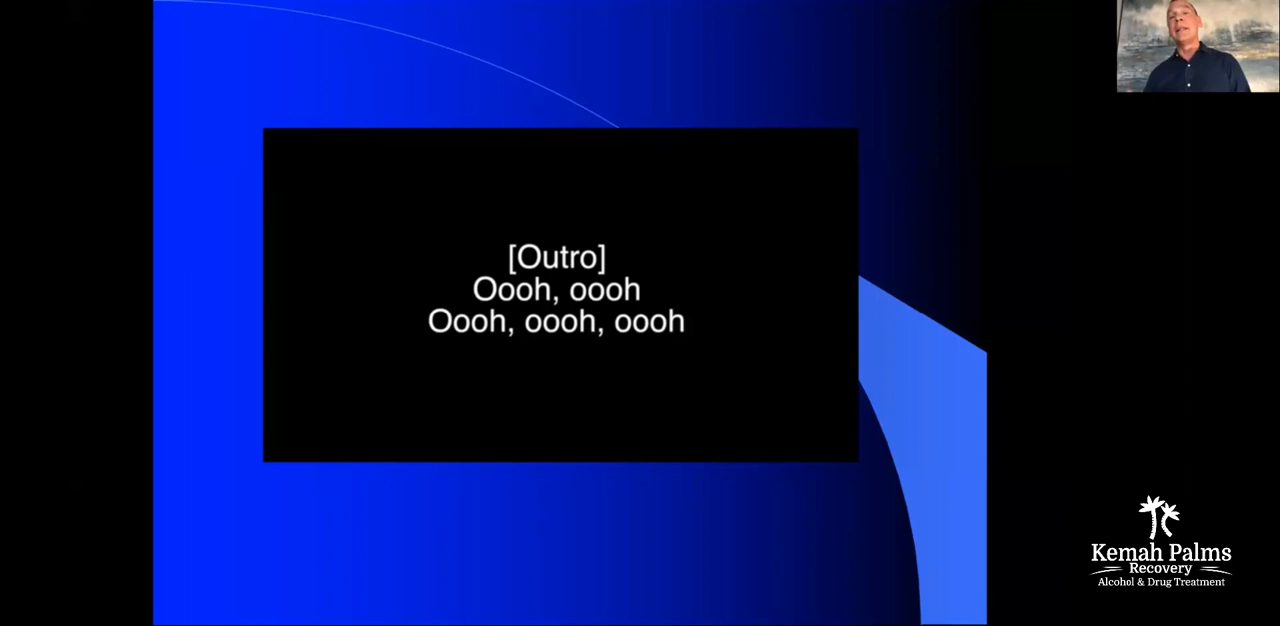 [Outro]
Oooh, oooh
Oooh, oooh, oooh
Kemah Palms
Recovery
Alcohol & Drug Treatment